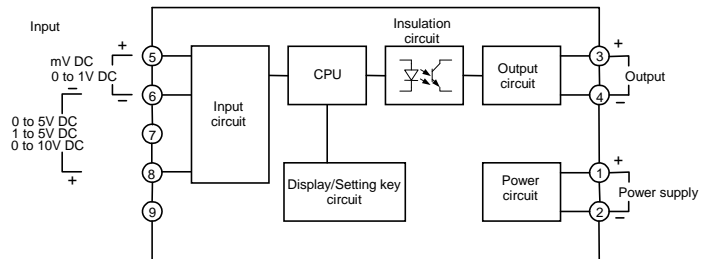 Input
Insulation
circuit
+
mV DC
0 to 1V DC
−
5
6
−
0 to 5V DC
1 to 5V DC
0 to 10V DC
+
7
8
9
Input
circuit
CPU
Display/Setting key
circuit
Output
circuit
3
4
+
Output
−
Power
circuit
1
2
+
Power supply
−